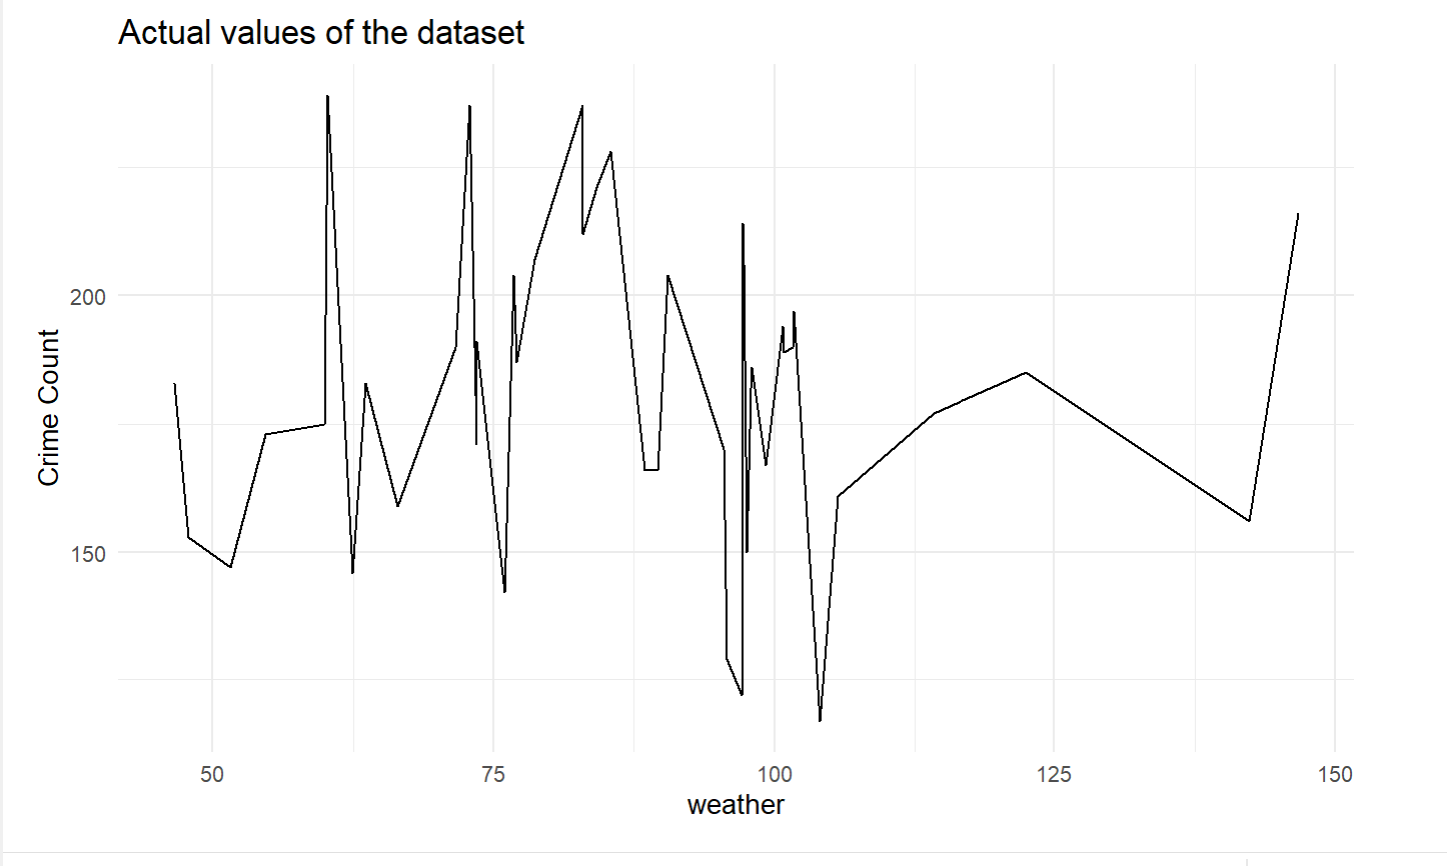 Actual values of the dataset
200
150
Crime Count
50 75 100 125 150
weather